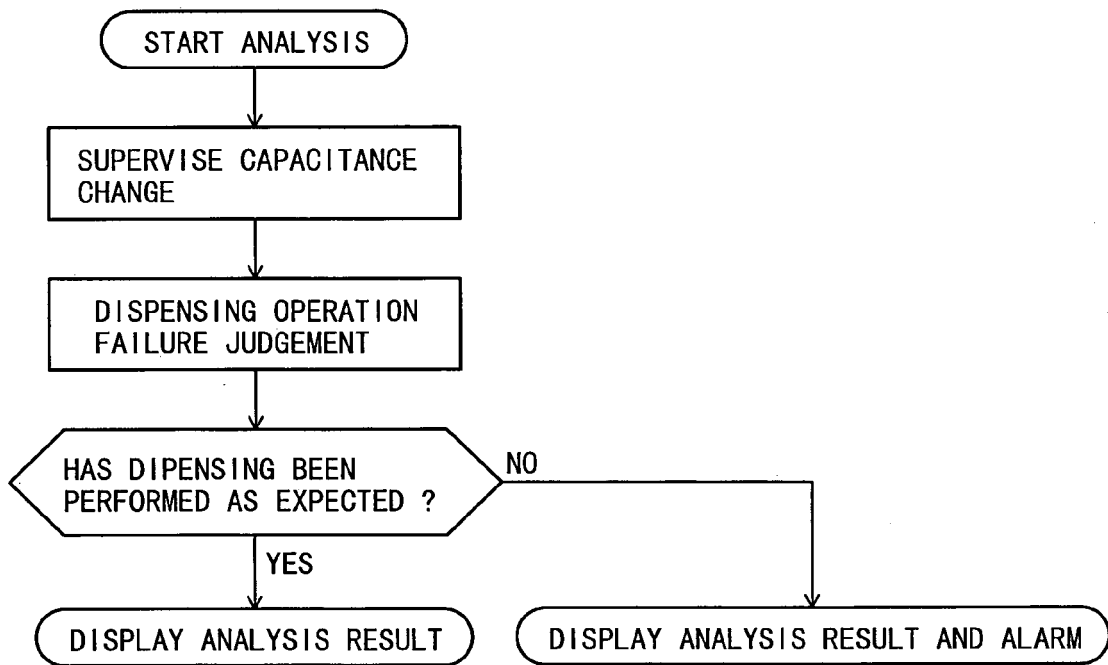 START ANALYSIS
SUPERVISE CAPACITANCE
CHANGE
DISPENSING OPERATION
FAILURE JUDGEMENT
HAS DIPENSING BEEN
PERFORMED AS EXPECTED ?
NO
YES
DISPLAY ANALYSIS RESULT
DISPLAY ANALYSIS RESULT AND ALARM